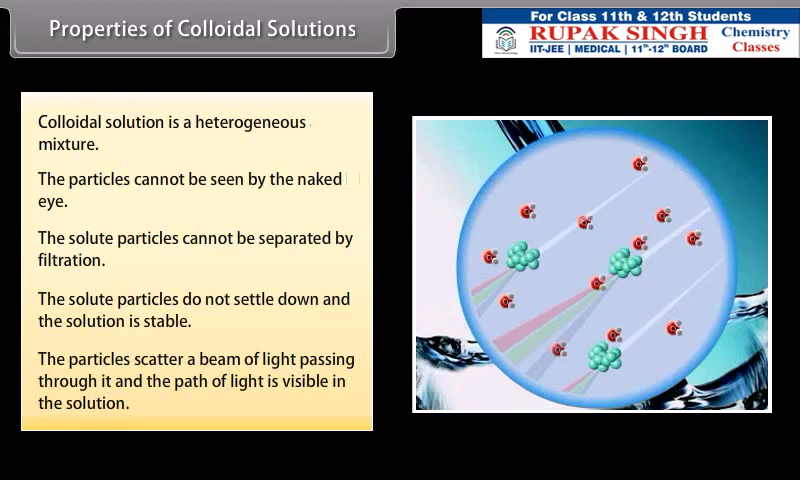 Properties of Colloidal Solutions
For Class 11th & 12th Students
RUPAK SINGH
Chemistry
Classes
IIT-JEE | MEDICAL | 11th-12th BOARD
Colloidal solution is a heterogeneous
mixture.
The particles cannot be seen by the naked
eye.
The solute particles cannot be separated by
filtration.
The solute particles do not settle down and
the solution is stable.
The particles scatter a beam of light passing
through it and the path of light is visible in
the solution.